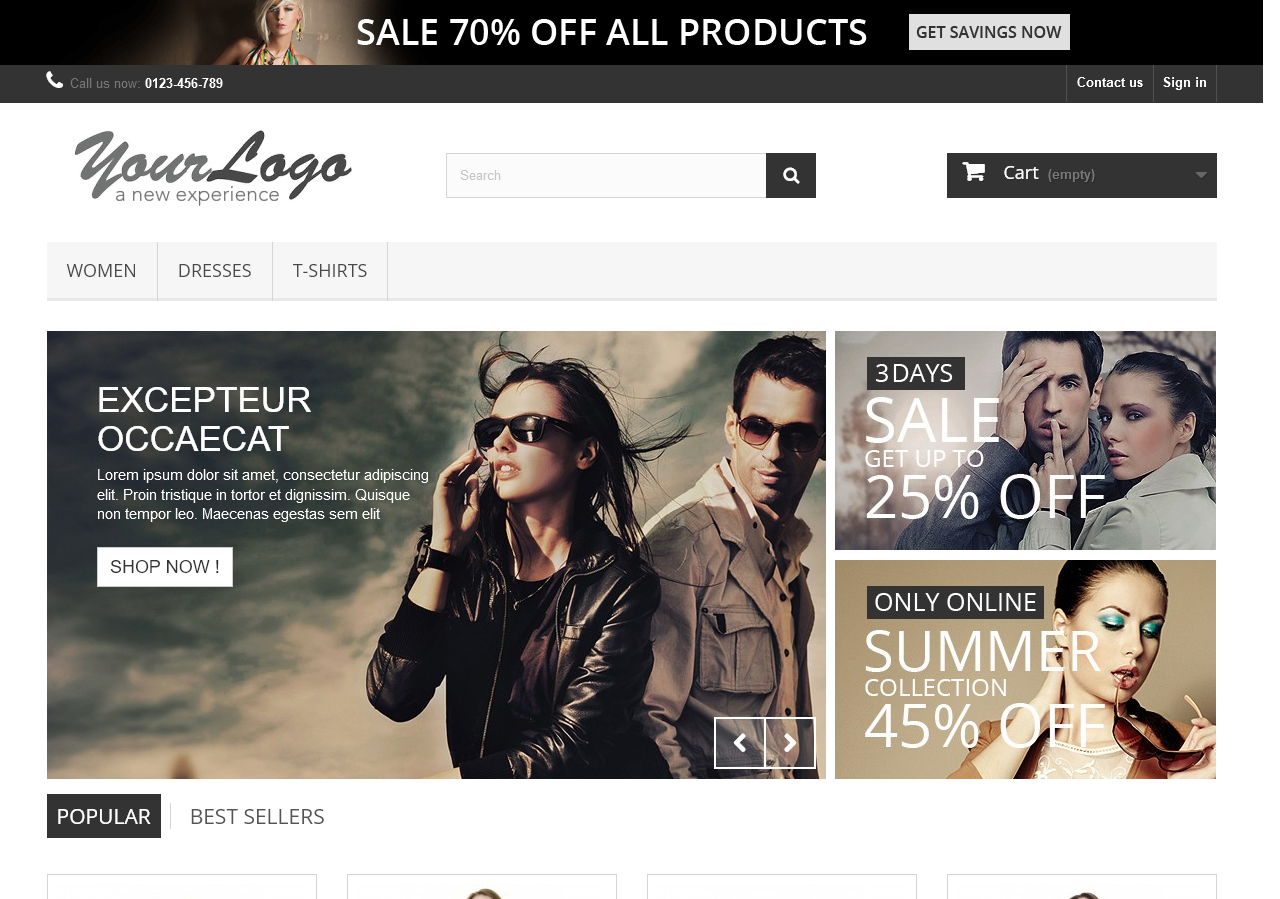 SALE 70% OFF ALL PRODUCTS
GET SAVINGS NOW
Call us now: 0123-456-789
Contact us
Sign in
YourLogo
a new experience
Search
Cart (empty)
WOMEN
DRESSES
T-SHIRTS
EXCEPTEUR
OCCAECAT
Lorem ipsum dolor sit amet, consectetur adipiscing
elit. Proin tristique in tortor et dignissim. Quisque
non tempor leo. Maecenas egestas sem elit
SHOP NOW !
3 DAYS
SALE
GET UP TO
25% OFF
ONLY ONLINE
SUMMER
COLLECTION
45% OFF
POPULAR
BEST SELLERS